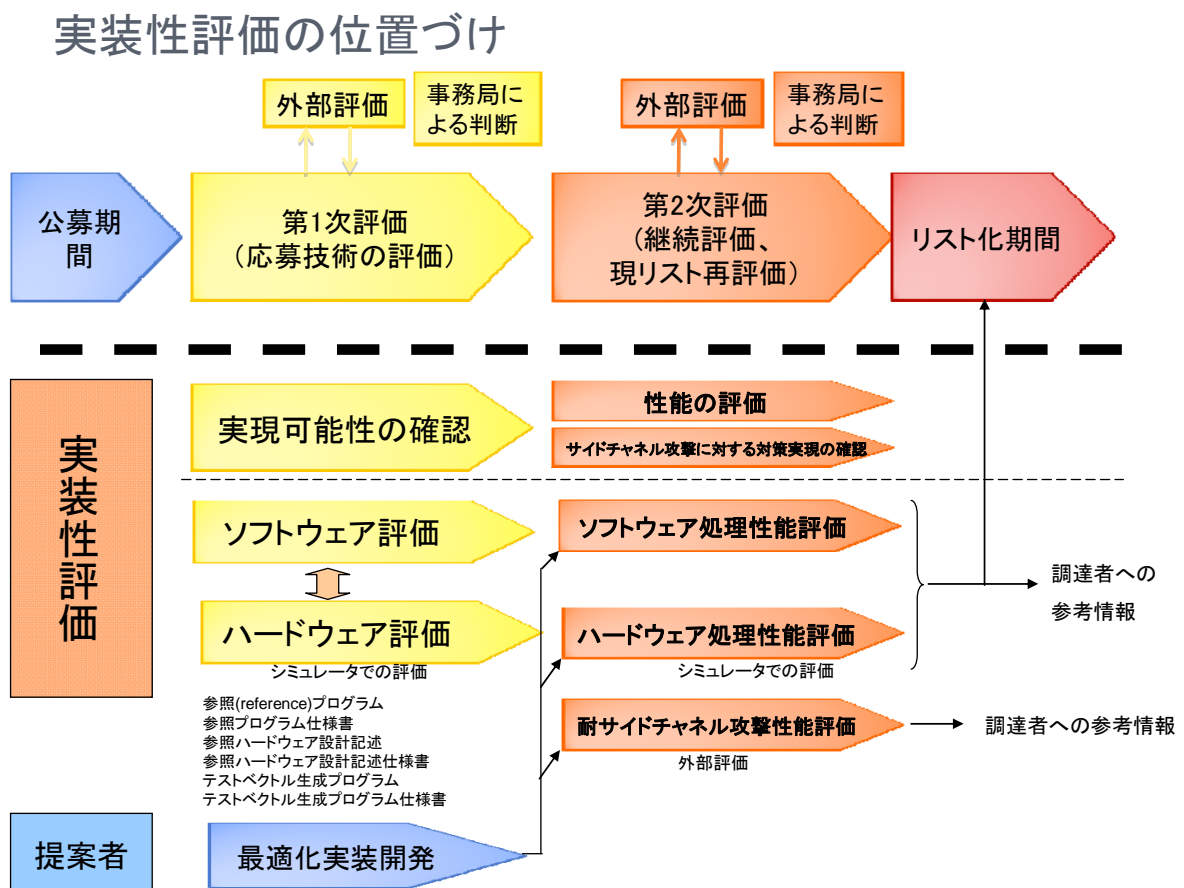 実装性評価の位置づけ
外部評価
事務局に
よる判断
外部評価
事務局に
よる判断
公募期
間
第1次評価
(応募技術の評価)
第2次評価
(継続評価、
現リスト再評価)
リスト化期間
実装性評価
実現可能性の確認
性能の評価
サイドチャネル攻撃に対する対策実現の確認
ソフトウェア評価
ソフトウェア処理性能評価
調達者への
参考情報
ハードウェア評価
シミュレータでの評価
ハードウェア処理性能評価
シミュレータでの評価
参照(reference)プログラム
参照プログラム仕様書
参照ハードウェア設計記述
参照ハードウェア設計記述仕様書
テストベクトル生成プログラム
テストベクトル生成プログラム仕様書
耐サイドチャネル攻撃性能評価
外部評価
調達者への参考情報
提案者
最適化実装開発